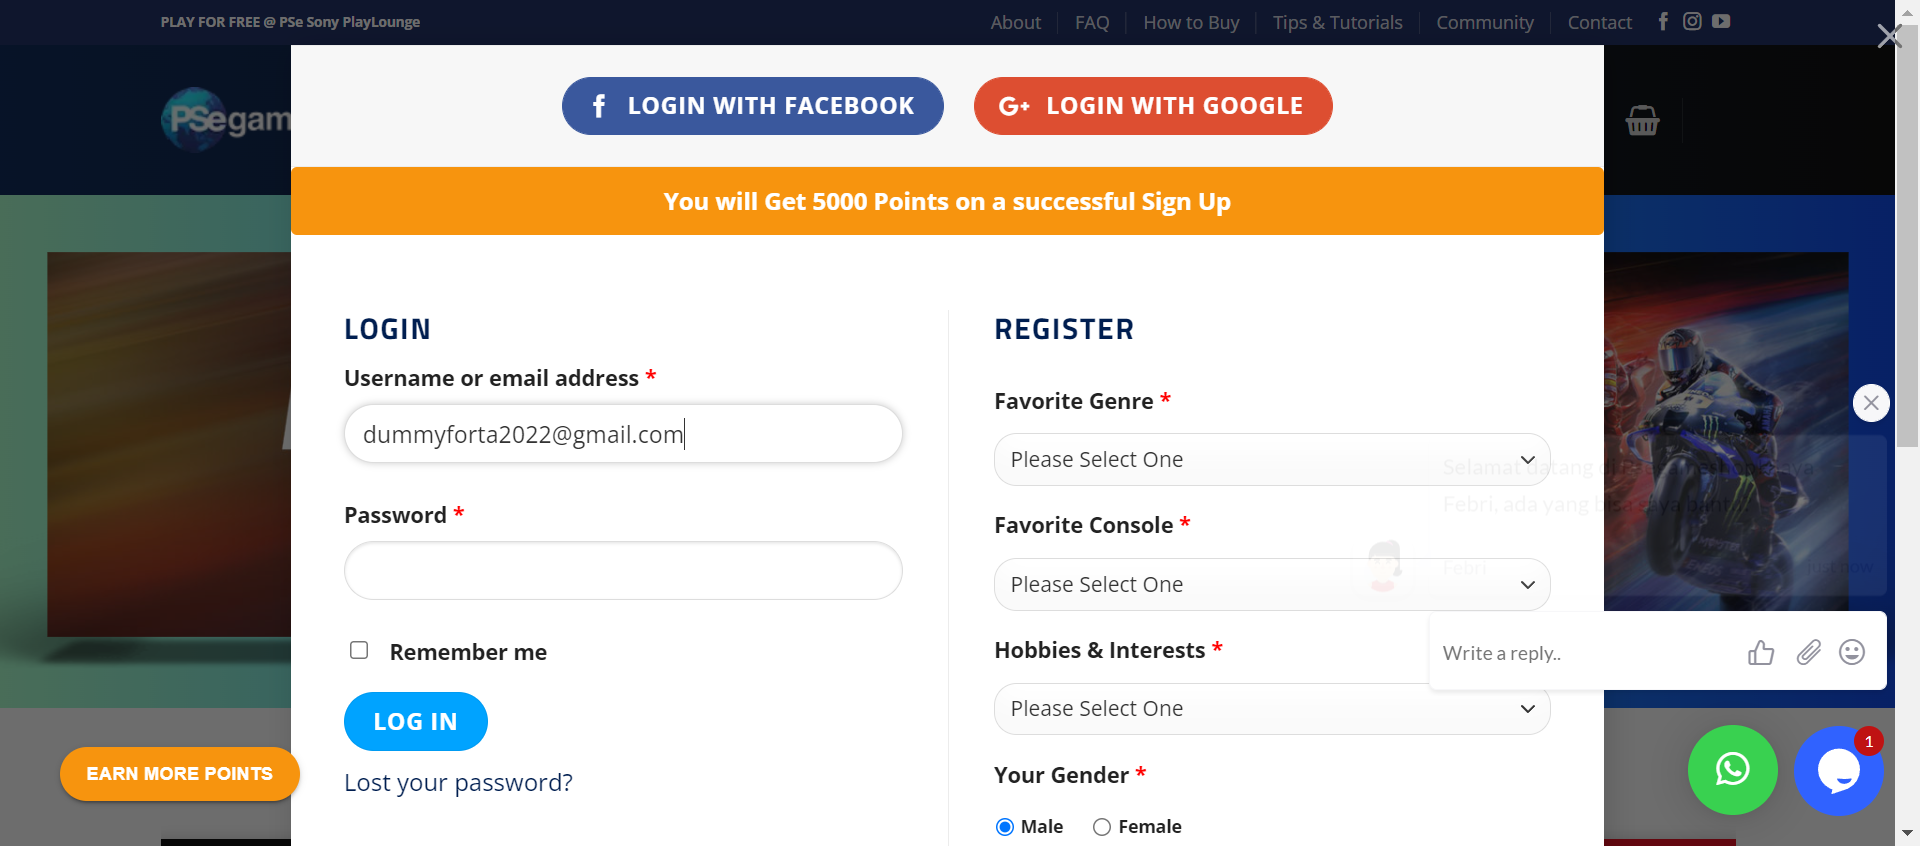 PLAY FOR FREE @ PSe Sony PlayLounge
About
FAQ
How to Buy
Tips & Tutorials
Community
Contact
LOGIN WITH FACEBOOK
LOGIN WITH GOOGLE
PSegam
You will Get 5000 Points on a successful Sign Up
LOGIN
Username or email address *
dummyforta2022@gmail.com
Password *
Remember me
LOG IN
Lost your password?
EARN MORE POINTS
REGISTER
Favorite Genre *
Please Select One
Favorite Console *
Please Select One
Hobbies & Interests *
Please Select One
Your Gender *
Male
Female
Selamat datang di
Febri. ada yang bisa saya
Febri
just now
Write a reply..
1